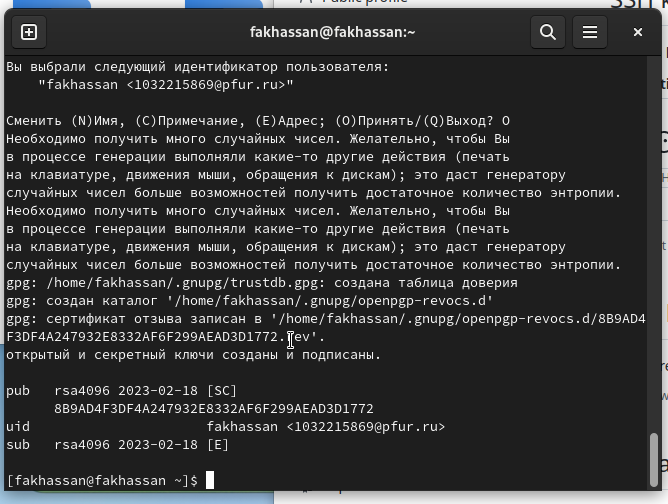 Public profile
fakhassan@fakhassan:~
Вы выбрали следующий идентификатор пользователя:
"fakhassan <1032215869@pfur.ru>"
Сменить (N)Имя, (C)Примечание, (E)Адрес; (O)Принять/(Q)Выход? O
Необходимо получить много случайных чисел. Желательно, чтобы Вы
в процессе генерации выполняли какие-то другие действия (печать
на клавиатуре, движения мыши, обращения к дискам); это даст генератору
случайных чисел больше возможностей получить достаточное количество энтропии.
Необходимо получить много случайных чисел. Желательно, чтобы Вы
в процессе генерации выполняли какие-то другие действия (печать
на клавиатуре, движения мыши, обращения к дискам); это даст генератору
случайных чисел больше возможностей получить достаточное количество энтропии.
gpg: /home/fakhassan/.gnupg/trustdb.gpg: создана таблица доверия
gpg: создан каталог '/home/fakhassan/.gnupg/openpgp-revocs.d'
gpg: сертификат отзыва записан в '/home/fakhassan/.gnupg/openpgp-revocs.d/8B9AD4
F3DF4A247932E8332AF6F299AEAD3D1772.rev'.
открытый и секретный ключи созданы и подписаны.
pub   rsa4096 2023-02-18 [SC]
8B9AD4F3DF4A247932E8332AF6F299AEAD3D1772
uid                      fakhassan <1032215869@pfur.ru>
sub   rsa4096 2023-02-18 [E]
[fakhassan@fakhassan ~]$